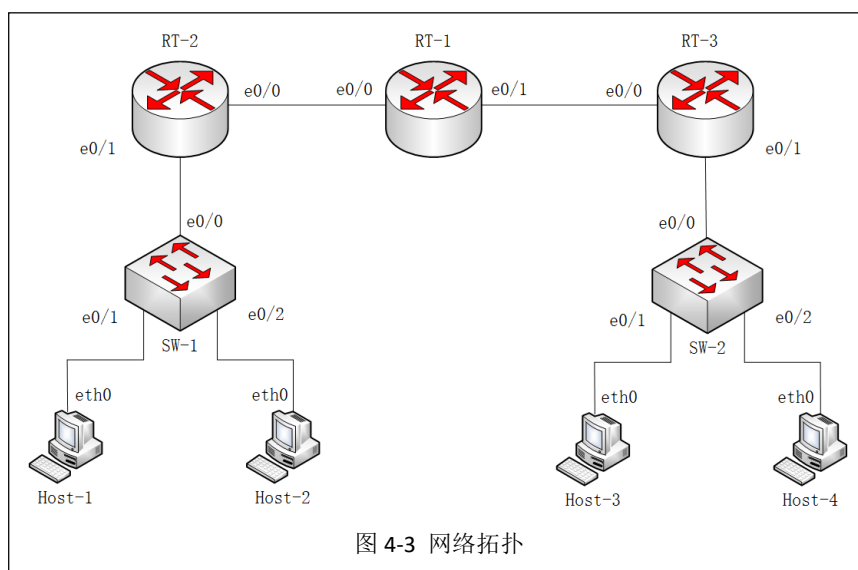 RT-2
RT-1
RT-3
e0/0
e0/0
e0/1
e0/0
e0/1
e0/1
e0/0
e0/0
e0/1
e0/2
e0/1
e0/2
SW-1
SW-2
eth0
eth0
eth0
eth0
Host-1
Host-2
Host-3
Host-4
图 4-3 网络拓扑